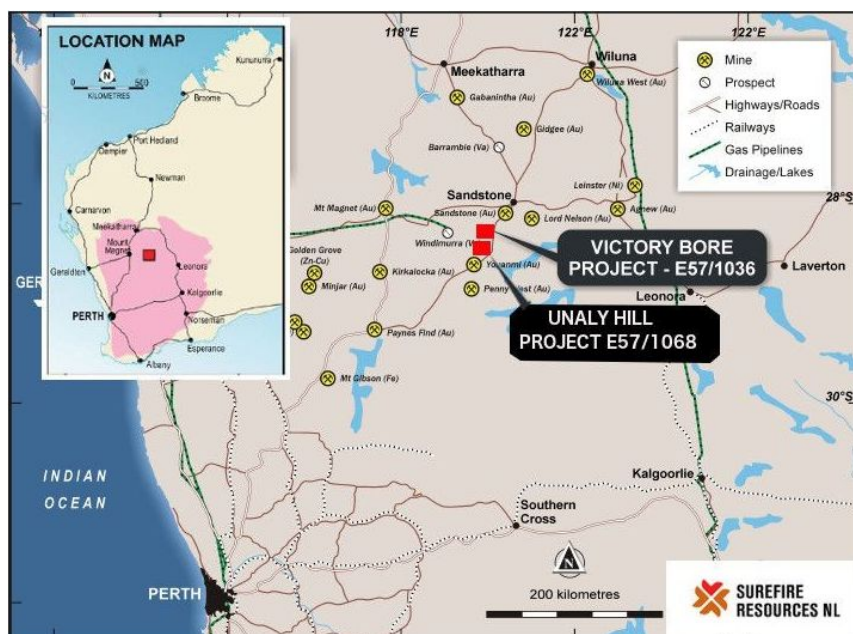 LOCATION MAP
N
0 500
KILOMETRES
Kununurra
Broome
Port Hedland
Dampier
Newman
Carnarvon
Meekatharra
Mount
Magnet
Geraldton
Leonora
Kalgoorlie
PERTH
Norseman
Esperance
Albany
118°E
122°E
122°E
Meekatharra
Wiluna
Gabanintha (Au)
Wiluna West (Au)
Gidgee (Au)
Barrambie (Va)
Leinster (Ni)
28°S
Sandstone
Mt Magnet (Au)
Sandstone (Au)
Lord Nelson (Au)
Agnew (Au)
Windimurra (V
Golden Grove
(Zn-Cu)
Kirkalocka (Au)
Youanmi (Au)
Minjar (Au)
Penny West (Au)
Laverton
Leonora
GER
VICTORY BORE
PROJECT - E57/1036
UNALY HILL
PROJECT E57/1068
Paynes Find (Au)
Mt Gibson (Fe)
30°S
30°S
INDIAN
OCEAN
Kalgoorlie
Southern
Cross
PERTH
N
200 kilometres
Mine
Prospect
Highways/Roads
Railways
Gas Pipelines
Drainage/Lakes
SUREFIRE
RESOURCES NL